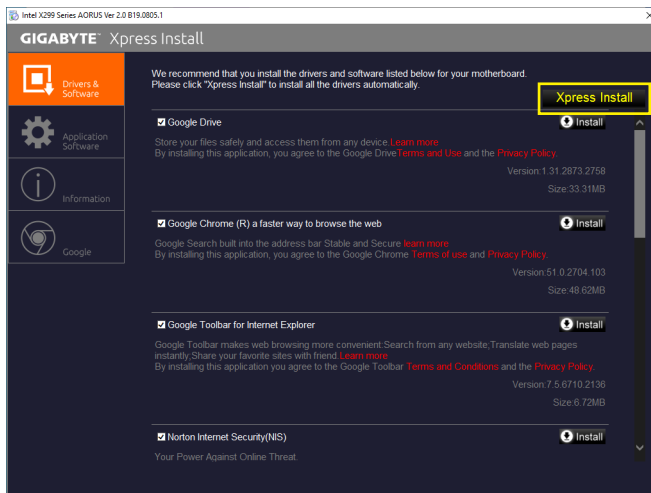 Intel X299 Series AORUS Ver 2.0 B19.0805.1
GIGABYTE™ Xpress Install
Drivers &
Software
Application
Software
Information
Google
We recommend that you install the drivers and software listed below for your motherboard.
Please click "Xpress Install" to install all the drivers automatically.
Xpress Install
Google Drive
Install
Store your files safely and access them from any device.Learn more
By installing this application, you agree to the Google DriveTerms and Use and the Privacy Policy.
Version:1.31.2873.2758
Size:33.31MB
Google Chrome (R) a faster way to browse the web
Install
Google Search built into the address bar Stable and Secure learn more
By installing this application, you agree to the Google Chrome Terms of use and Privacy Policy.
Version:51.0.2704.103
Size:48.62MB
Google Toolbar for Internet Explorer
Install
Google Toolbar makes web browsing more convenient:Search from any website;Translate web pages
instantly;Share your favorite sites with friend.Learn more
By installing this application you agree to the Google Toolbar Terms and Conditions and the Privacy Policy.
Version:7.5.6710.2136
Size:6.72MB
Norton Internet Security(NIS)
Install
Your Power Against Online Threat.